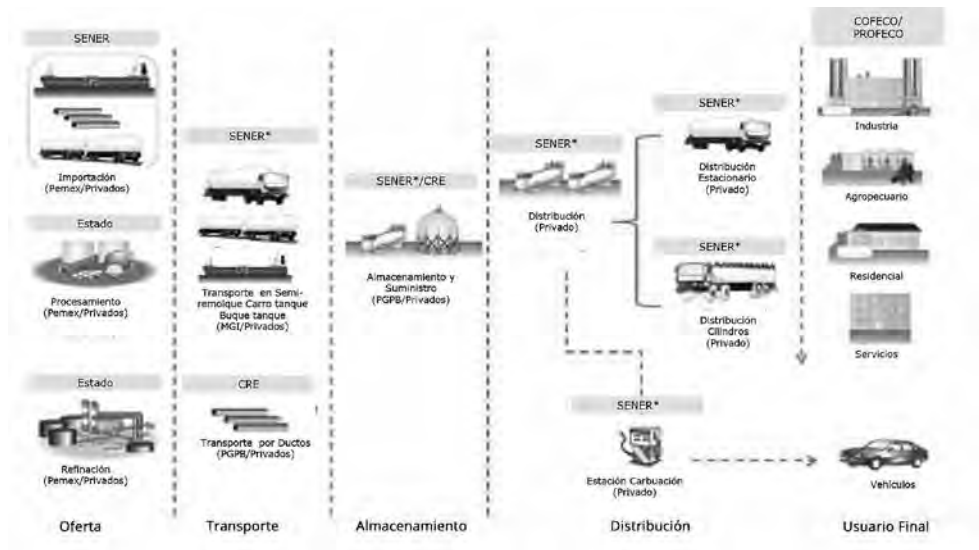 SENER
Importación
(Pemex/Privados)
Estado
Procesamiento
(Pemex/Privados)
Estado
Refinación
(Pemex/Privados)
Oferta
SENER*
Transporte en Semi-
remolque Carro tanque
Buque tanque
(MGI/Privados)
CRE
Transporte por Ductos
(PGPB/Privados)
Transporte
SENER*/CRE
Almacenamiento y
Suministro
(PGPB/Privados)
Almacenamiento
SENER*
Distribución
(Privado)
SENER*
Distribución
Estacionario
(Privado)
SENER*
Distribución
Cilindros
(Privado)
SENER*
Estación Carbuación
(Privado)
Distribución
COFECO/
PROFECO
Industria
Agropecuario
Residencial
Servicios
Vehículos
Usuario Final